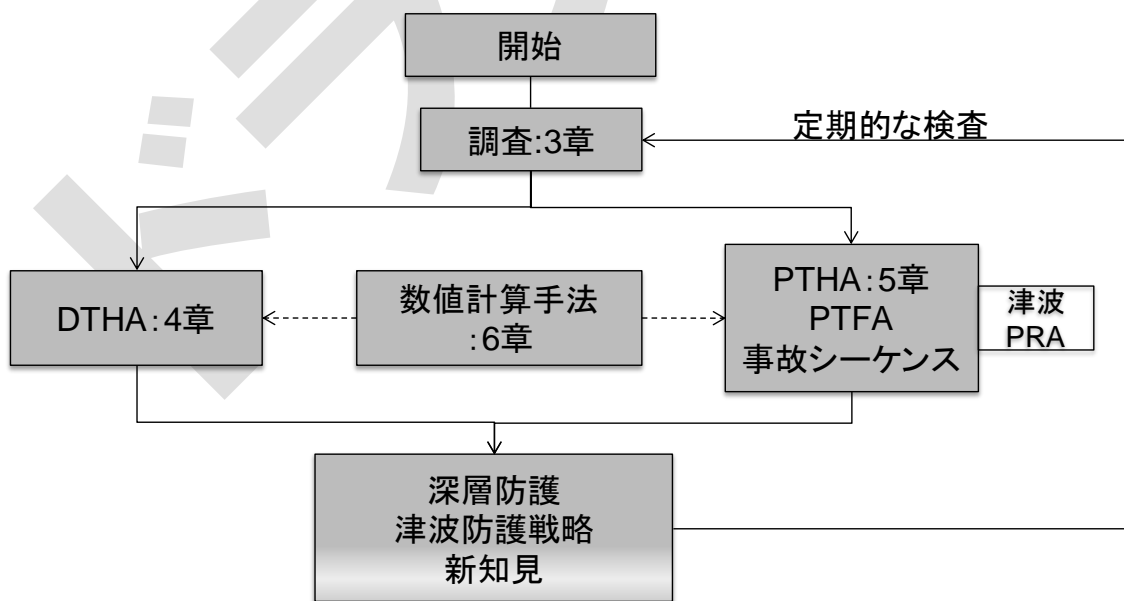 開始
調査:3章
定期的な検査
DTHA:4章
数値計算手法
:6章
PTHA:5章
PTFA
事故シーケンス
津波
PRA
深層防護
津波防護戦略
新知見